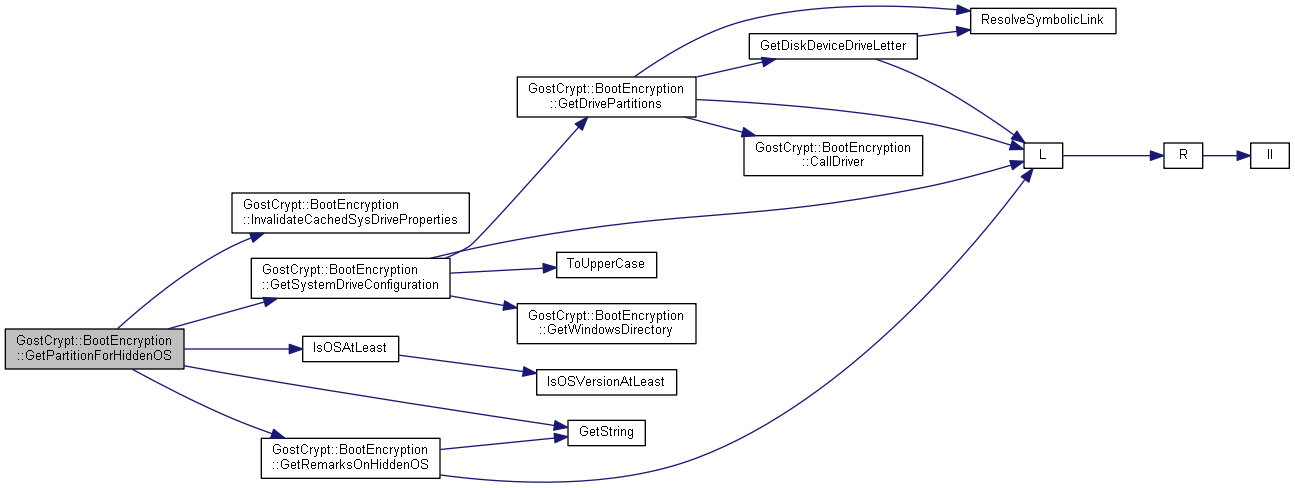 ResolveSymbolicLink
GetDiskDeviceDriveLetter
GostCrypt::BootEncryption
::GetDrivePartitions
GostCrypt::BootEncryption
::CallDriver
L
R
II
GostCrypt::BootEncryption
::InvalidateCachedSysDriveProperties
GostCrypt::BootEncryption
::GetSystemDriveConfiguration
ToUpperCase
GostCrypt::BootEncryption
::GetWindowsDirectory
GostCrypt::BootEncryption
::GetPartitionForHiddenOS
IsOSAtLeast
IsOSVersionAtLeast
GetString
GostCrypt::BootEncryption
::GetRemarksOnHiddenOS